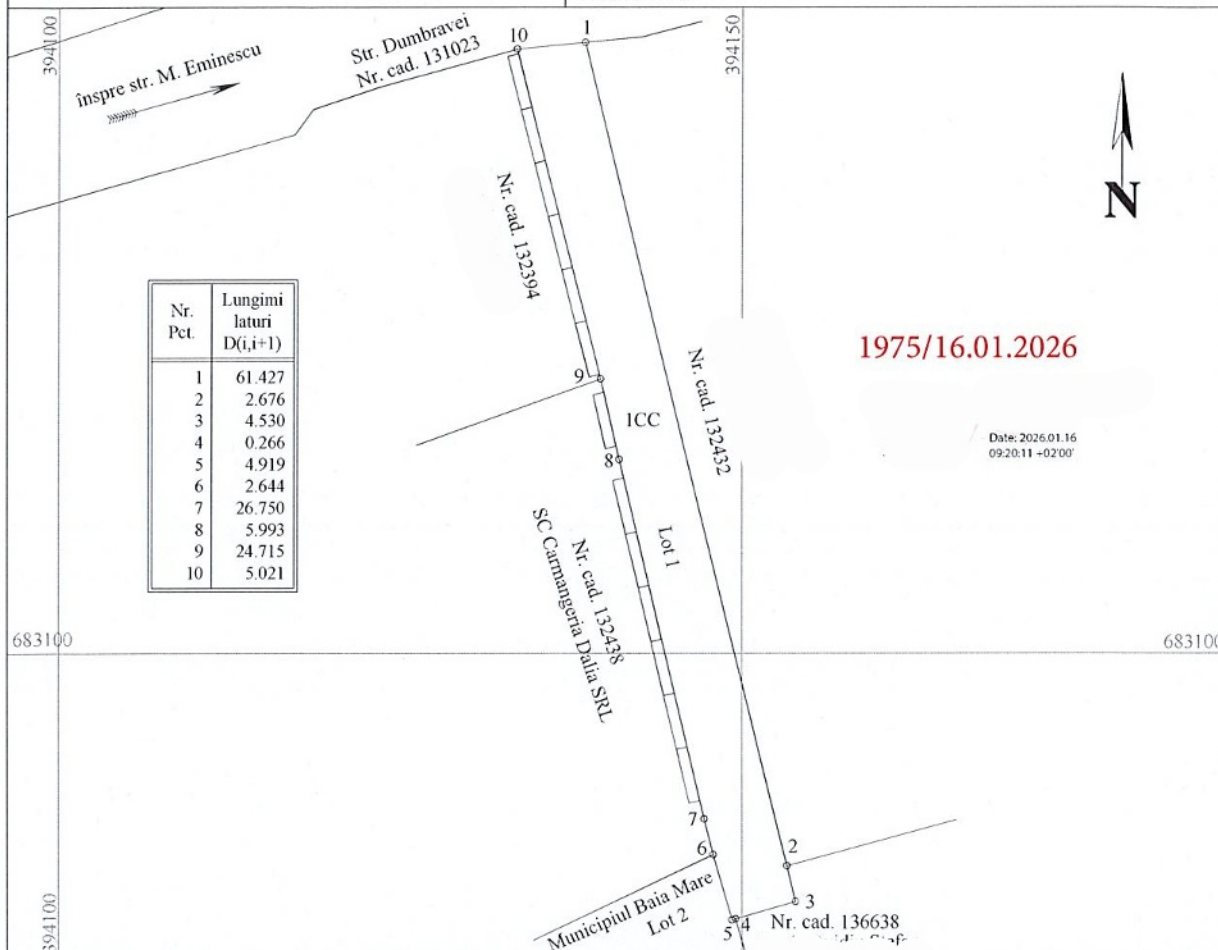 394100
394150
înspre str. M. Eminescu
Str. Dumbravei
Nr. cad. 131023
10
1
N
Nr. cad. 132394
Nr. Pct.
Lungimi laturi D(i,i+1)
1 61.427
2 2.676
3 4.530
4 0.266
5 4.919
6 2.644
7 26.750
8 5.993
9 24.715
10 5.021
1975/16.01.2026
Nr. cad. 132432
9
1CC
Date: 2026.01.16
09:20:11 +02'00'
8
Lot 1
Nr. cad. 132438
SC Carmangeria Dalia SRL
683100
683100
7
6
2
Municipiul Baia Mare
Lot 2
3
4
5
Nr. cad. 136638
394100